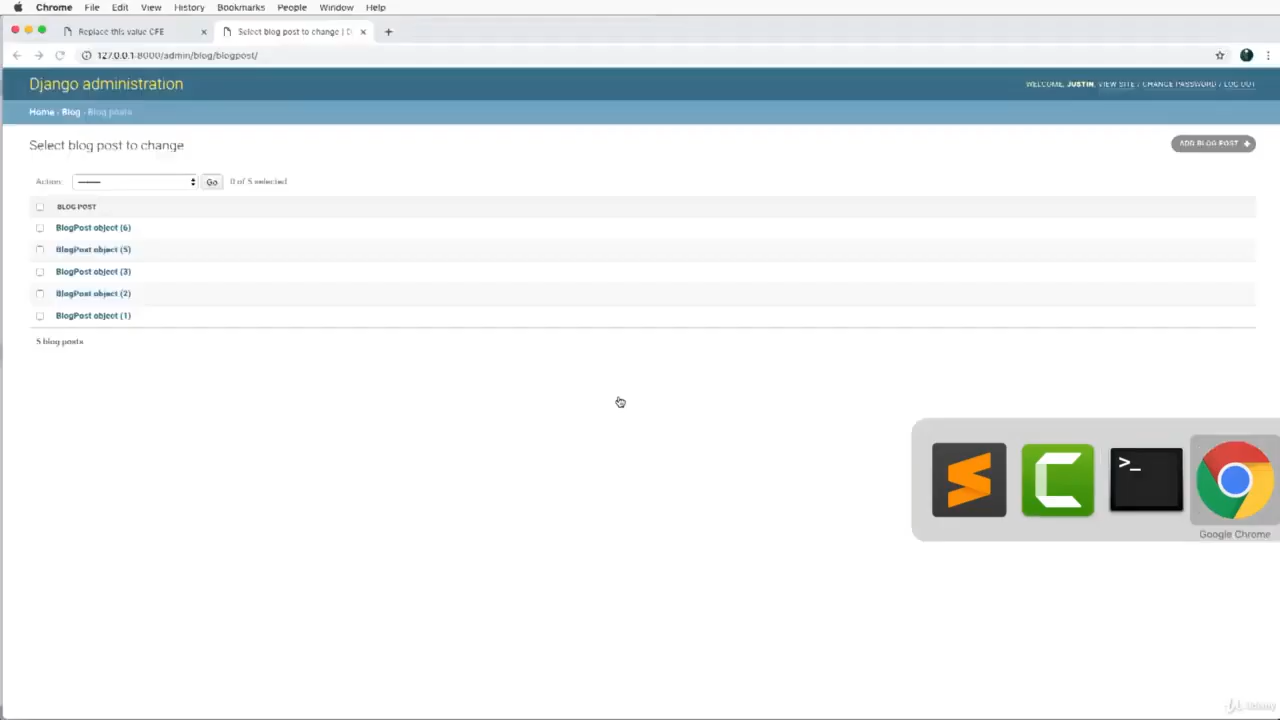 Chrome File Edit View History Bookmarks People Window Help
Replace this value CFE
Select blog post to change | D
127.0.0.1:8000/admin/blog/blogpost/
Django administration
WELCOME, JUSTIN. VIEW SITE / CHANGE PASSWORD / LOG OUT
Home › Blog › Blog posts
Select blog post to change
ADD BLOG POST +
Action: --------- Go 0 of 5 selected
BLOG POST
BlogPost object (6)
BlogPost object (5)
BlogPost object (3)
BlogPost object (2)
BlogPost object (1)
5 blog posts
>_
Google Chrome
Udemy